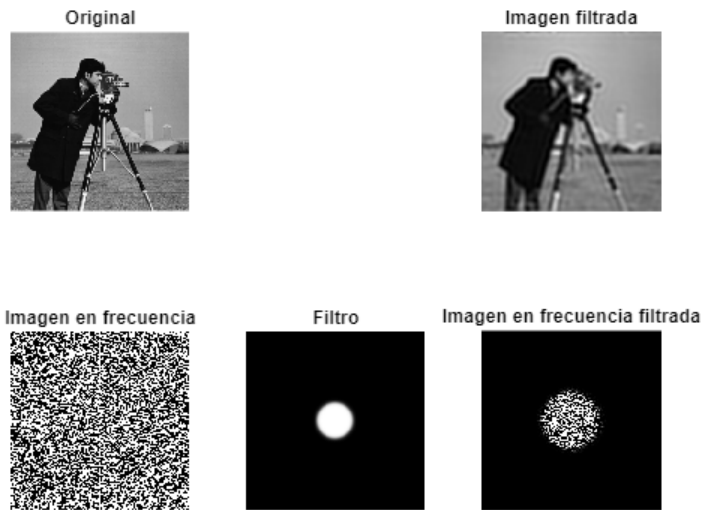 Original
Imagen filtrada
Imagen en frecuencia
Filtro
Imagen en frecuencia filtrada